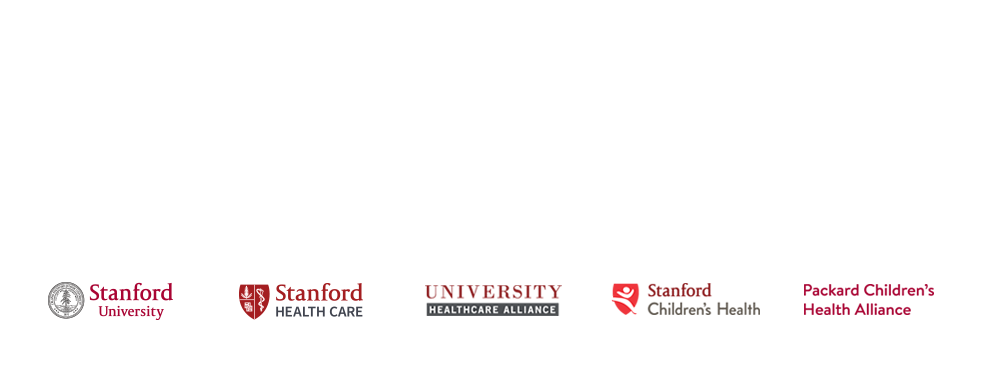 Stanford
University
Stanford
HEALTH CARE
UNIVERSITY
HEALTHCARE ALLIANCE
Stanford
Children's Health
Packard Children's
Health Alliance